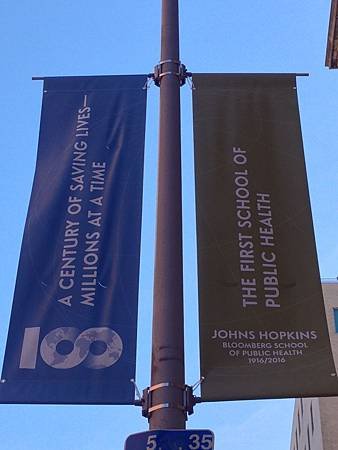 A CENTURY OF SAVING LIVES—
MILLIONS AT A TIME
100
THE FIRST SCHOOL OF
PUBLIC HEALTH
JOHNS HOPKINS
BLOOMBERG SCHOOL
OF PUBLIC HEALTH
1916/2016
5 35